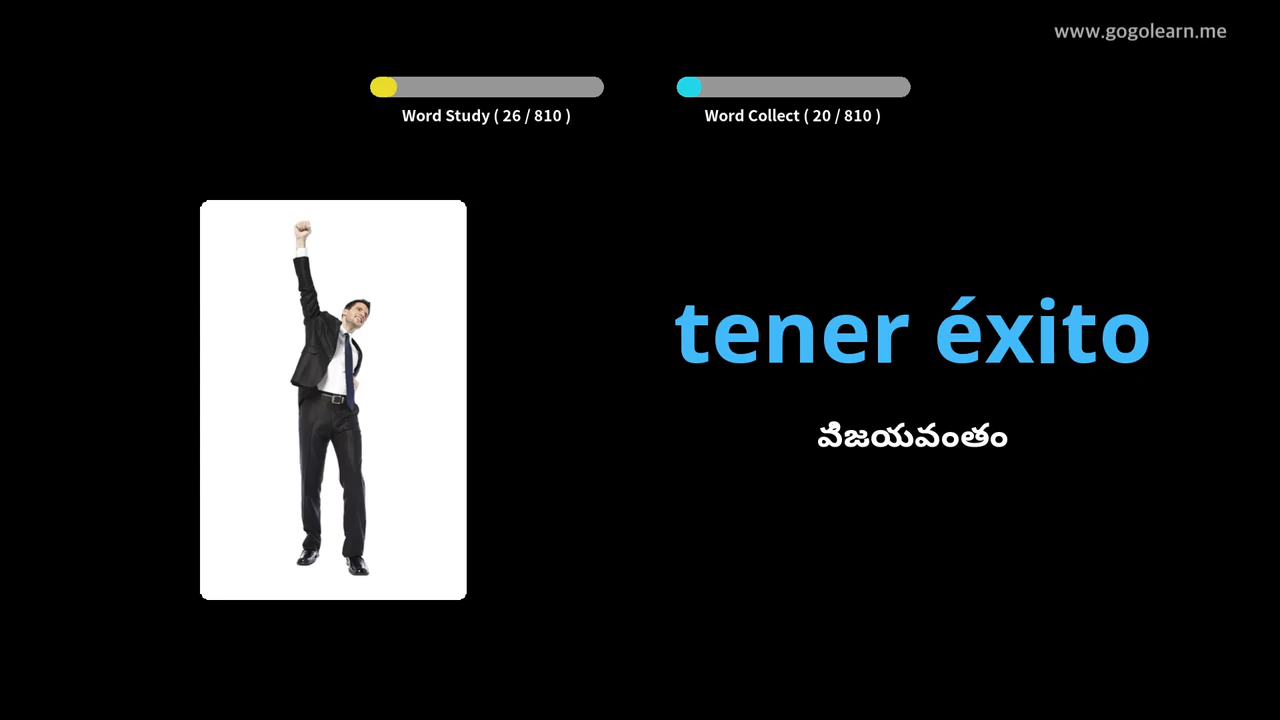 www.gogolearn.me
Word Study ( 26 / 810 )
Word Collect ( 20 / 810 )
tener éxito
విజయవంతం